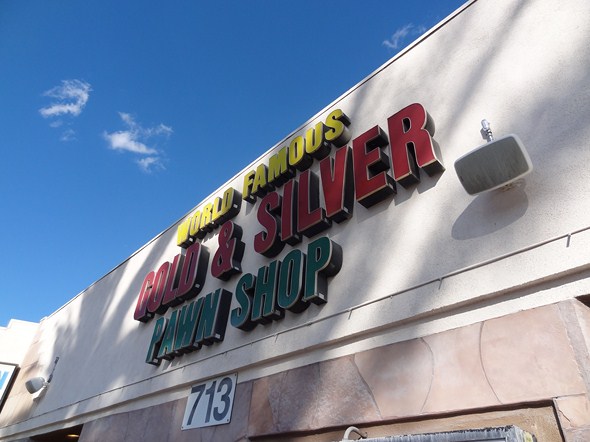 WORLD FAMOUS
GOLD & SILVER
PAWN SHOP
713